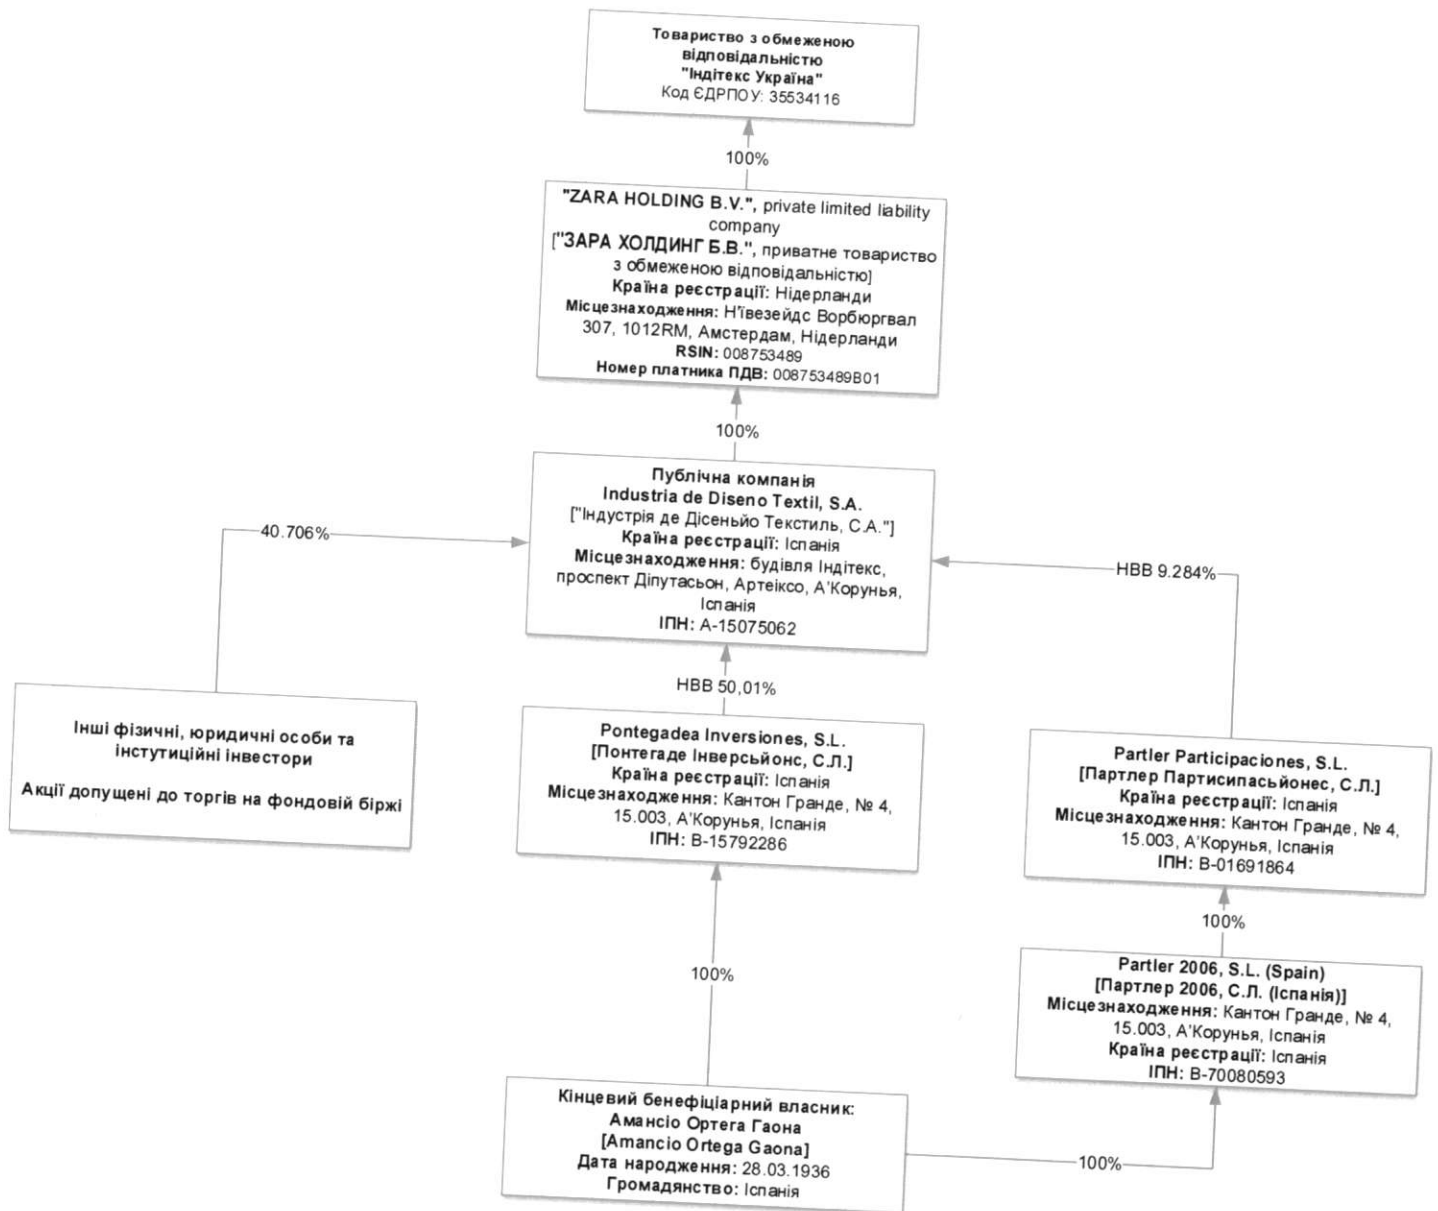 Товариство з обмеженою
відповідальністю
"Індітекс Україна"
Код ЄДРПОУ: 35534116
100%
"ZARA HOLDING B.V.", private limited liability
company
["ЗАРА ХОЛДИНГ Б.В.", приватне товариство
з обмеженою відповідальністю]
Країна реєстрації: Нідерланди
Місцезнаходження: Н'івезейдс Ворбюргвал
307, 1012RM, Амстердам, Нідерланди
RSIN: 008753489
Номер платника ПДВ: 008753489B01
100%
Публічна компанія
Industria de Diseno Textil, S.A.
["Індустрія де Дісеньйо Текстиль, С.А."]
Країна реєстрації: Іспанія
Місцезнаходження: будівля Індітекс,
проспект Діпутасьон, Артеіксо, А'Корунья,
Іспанія
ІПН: A-15075062
40.706%
НВВ 9.284%
НВВ 50,01%
Інші фізичні, юридичні особи та
інстутиційні інвестори
Акції допущені до торгів на фондовій біржі
Pontegadea Inversiones, S.L.
[Понтегаде Інверсьйонс, С.Л.]
Країна реєстрації: Іспанія
Місцезнаходження: Кантон Гранде, № 4,
15.003, А'Корунья, Іспанія
ІПН: B-15792286
Partler Participaciones, S.L.
[Партлер Партисипасьйонес, С.Л.]
Країна реєстрації: Іспанія
Місцезнаходження: Кантон Гранде, № 4,
15.003, А'Корунья, Іспанія
ІПН: B-01691864
100%
100%
Partler 2006, S.L. (Spain)
[Партлер 2006, С.Л. (Іспанія)]
Місцезнаходження: Кантон Гранде, № 4,
15.003, А'Корунья, Іспанія
Країна реєстрації: Іспанія
ІПН: B-70080593
Кінцевий бенефіціарний власник:
Амансіо Ортега Гаона
[Amancio Ortega Gaona]
Дата народження: 28.03.1936
Громадянство: Іспанія
100%